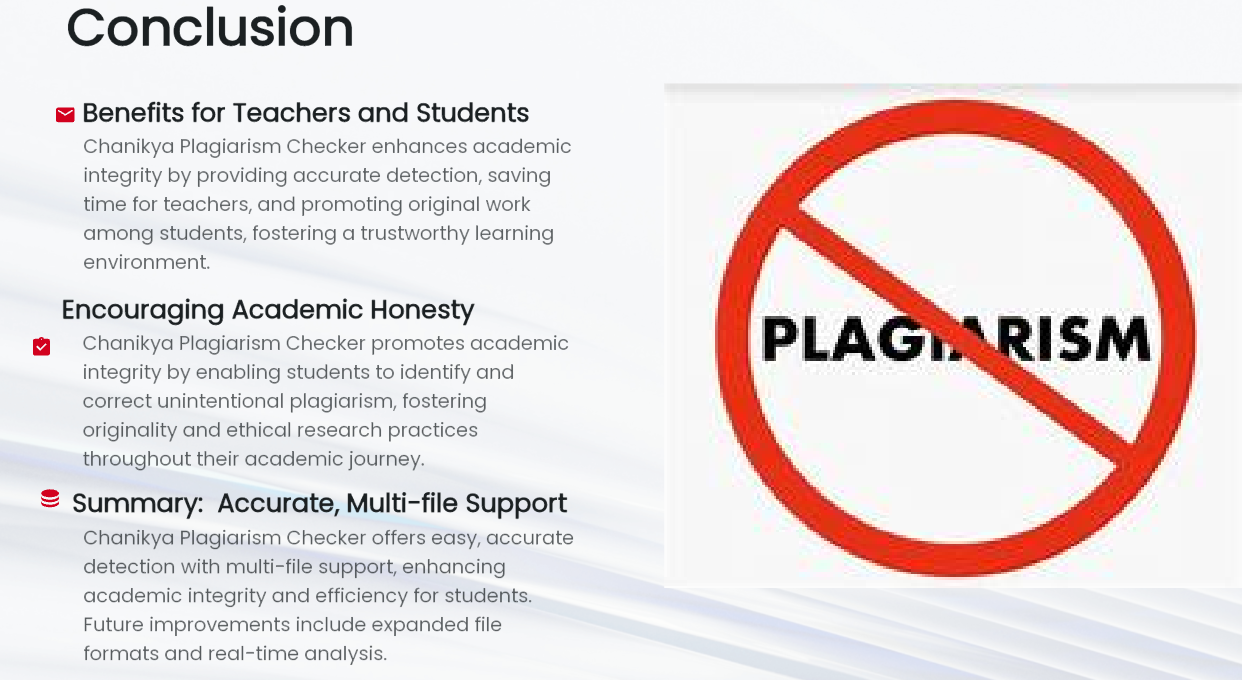 Conclusion
Benefits for Teachers and Students
Chanikya Plagiarism Checker enhances academic
integrity by providing accurate detection, saving
time for teachers, and promoting original work
among students, fostering a trustworthy learning
environment.
Encouraging Academic Honesty
Chanikya Plagiarism Checker promotes academic
integrity by enabling students to identify and
correct unintentional plagiarism, fostering
originality and ethical research practices
throughout their academic journey.
Summary:  Accurate, Multi-file Support
Chanikya Plagiarism Checker offers easy, accurate
detection with multi-file support, enhancing
academic integrity and efficiency for students.
Future improvements include expanded file
formats and real-time analysis.
PLAGIARISM